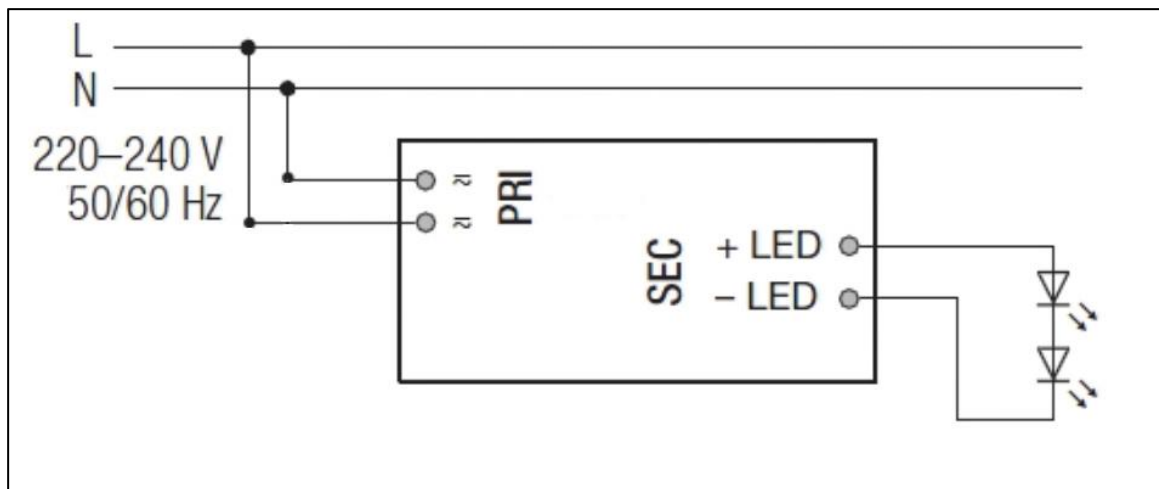 L
N
220–240 V
50/60 Hz
≂
≂
PRI
SEC
+ LED
– LED